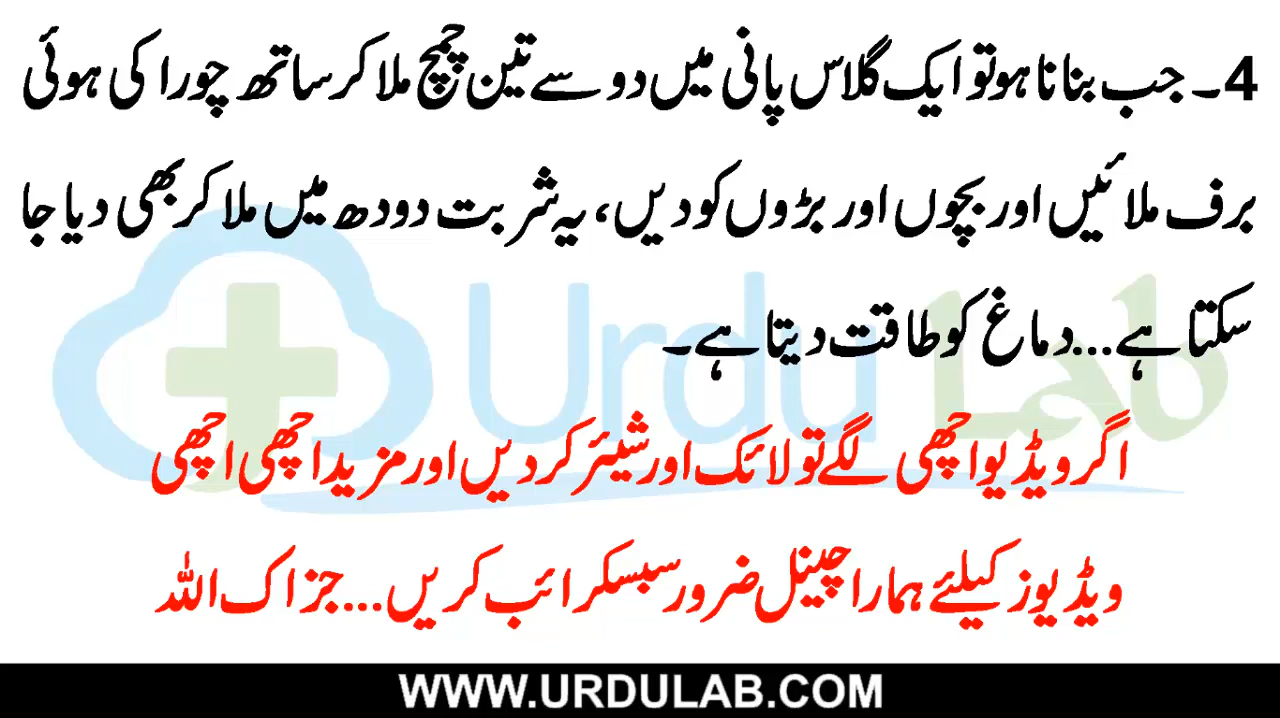 4۔ جب بنانا ہو تو ایک گلاس پانی میں دو سے تین چمچ ملا کر ساتھ چورا کی ہوئی
برف ملائیں اور بچوں اور بڑوں کو دیں، یہ شربت دودھ میں ملا کر بھی دیا جا
سکتا ہے...دماغ کو طاقت دیتا ہے۔
Urdu Lab
اگر ویڈیو اچھی لگے تو لائک اور شیئر کر دیں اور مزید اچھی اچھی
ویڈیوز کیلئے ہمارا چینل ضرور سبسکرائب کریں...جزاک اللہ
WWW.URDULAB.COM